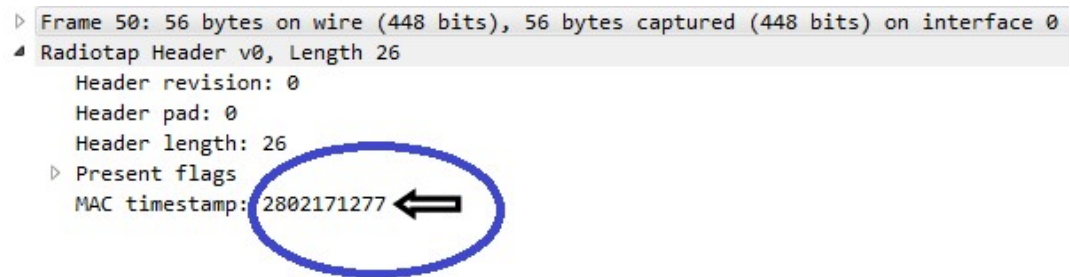 Frame 50: 56 bytes on wire (448 bits), 56 bytes captured (448 bits) on interface 0
Radiotap Header v0, Length 26
Header revision: 0
Header pad: 0
Header length: 26
Present flags
MAC timestamp: 2802171277